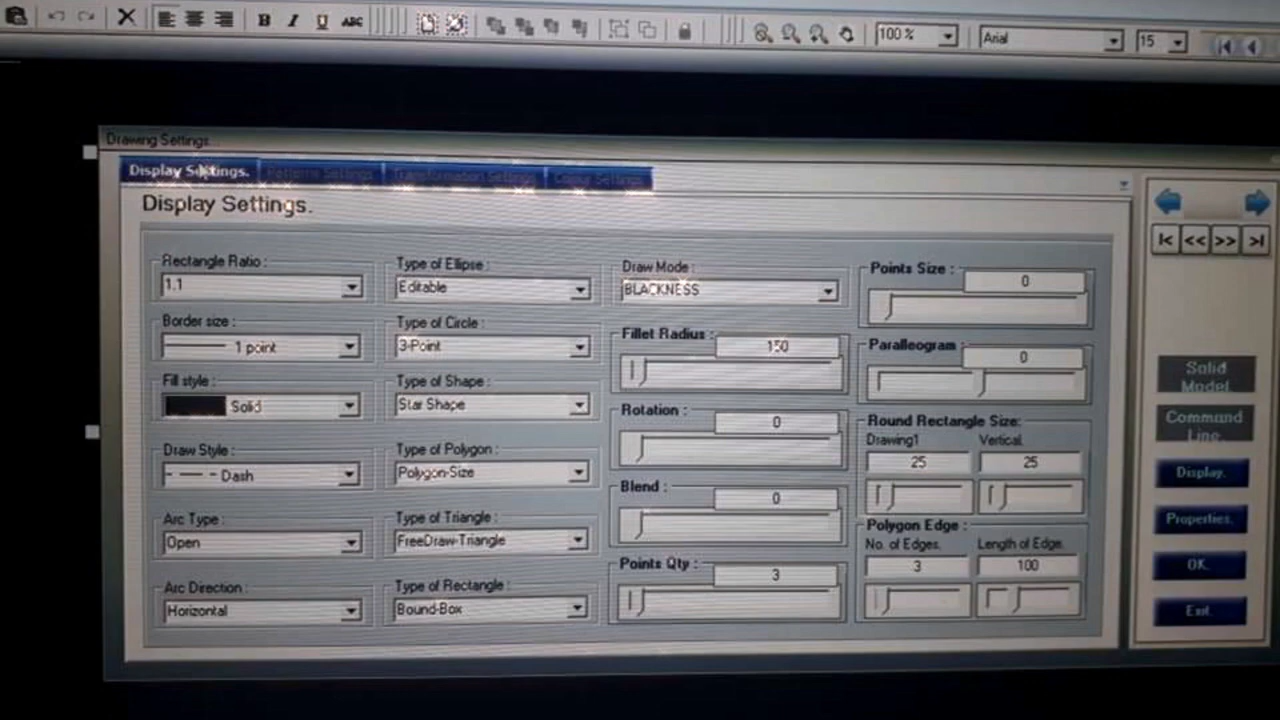 B I U ABC 100 % Arial 15
Drawing Settings.
Display Settings. Patterns Settings Transformation Settings
Display Settings.
Rectangle Ratio :
1.1
Border size :
1 point
Fill style :
Solid
Draw Style :
Dash
Arc Type :
Open
Arc Direction :
Horizontal
Type of Ellipse :
Editable
Type of Circle :
3-Point
Type of Shape :
Star Shape
Type of Polygon :
Polygon-Size
Type of Triangle :
FreeDraw-Triangle
Type of Rectangle :
Bound-Box
Draw Mode :
BLACKNESS
Fillet Radius :
150
Rotation :
0
Blend :
0
Points Qty :
3
Points Size :
0
Paralleogram :
0
Round Rectangle Size:
Drawing1 Vertical
25 25
Polygon Edge :
No. of Edges. Length of Edge.
3 100
|< << >> >|
Solid
Model
Command
Line.
Display.
Properties.
OK.
Exit.